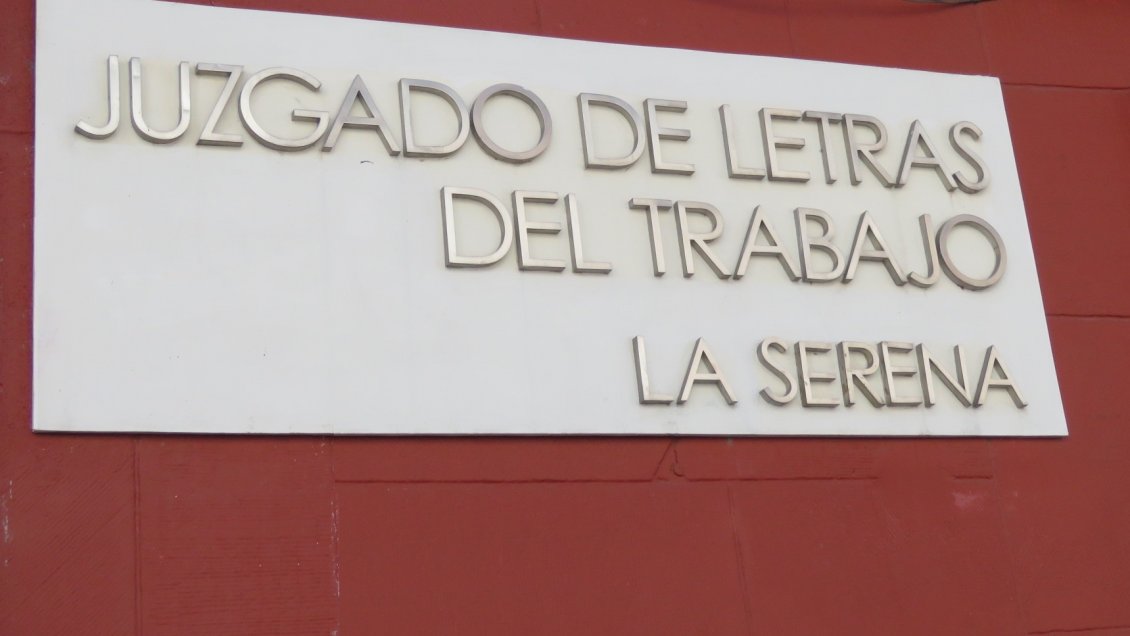 JUZGADO DE LETRAS
DEL TRABAJO
LA SERENA